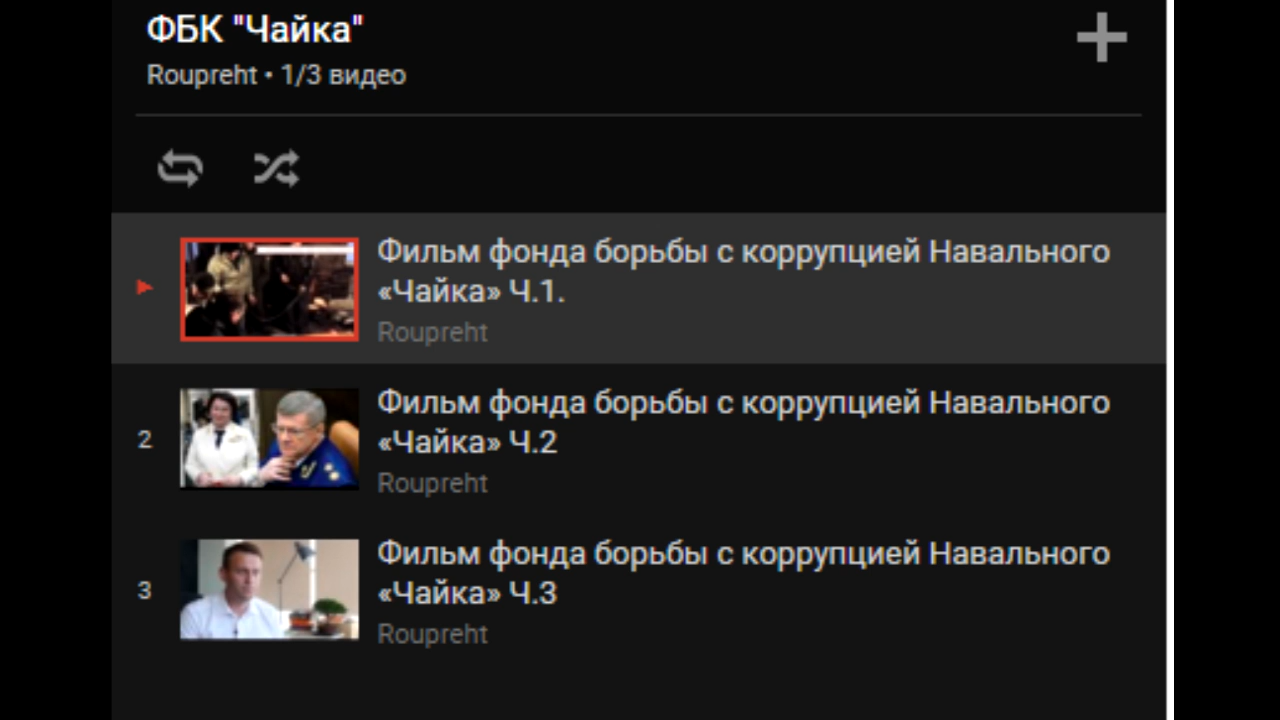 ФБК "Чайка"
Roupreht • 1/3 видео
Фильм фонда борьбы с коррупцией Навального
«Чайка» Ч.1.
Roupreht
2
Фильм фонда борьбы с коррупцией Навального
«Чайка» Ч.2
Roupreht
3
Фильм фонда борьбы с коррупцией Навального
«Чайка» Ч.3
Roupreht